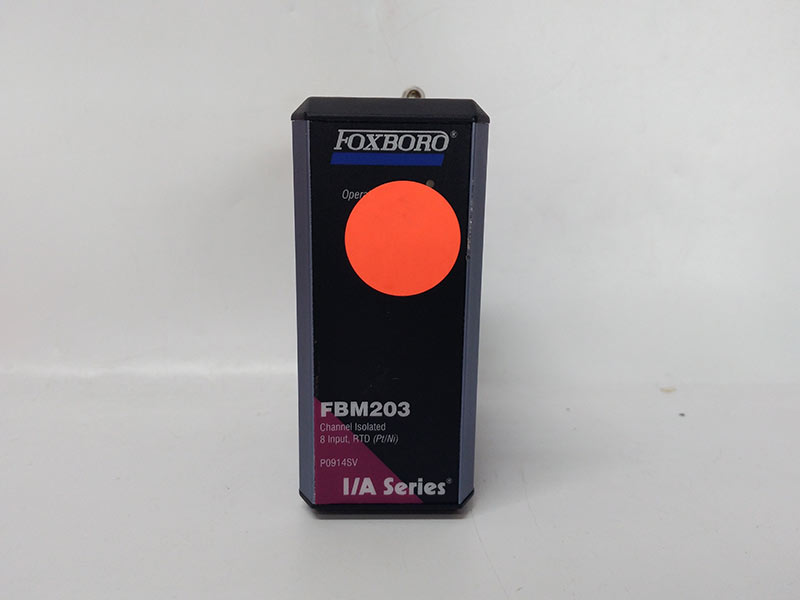 FOXBORO®
FBM203
Channel Isolated
8 Input, RTD (Pt/Ni)
P0914SV
I/A Series®